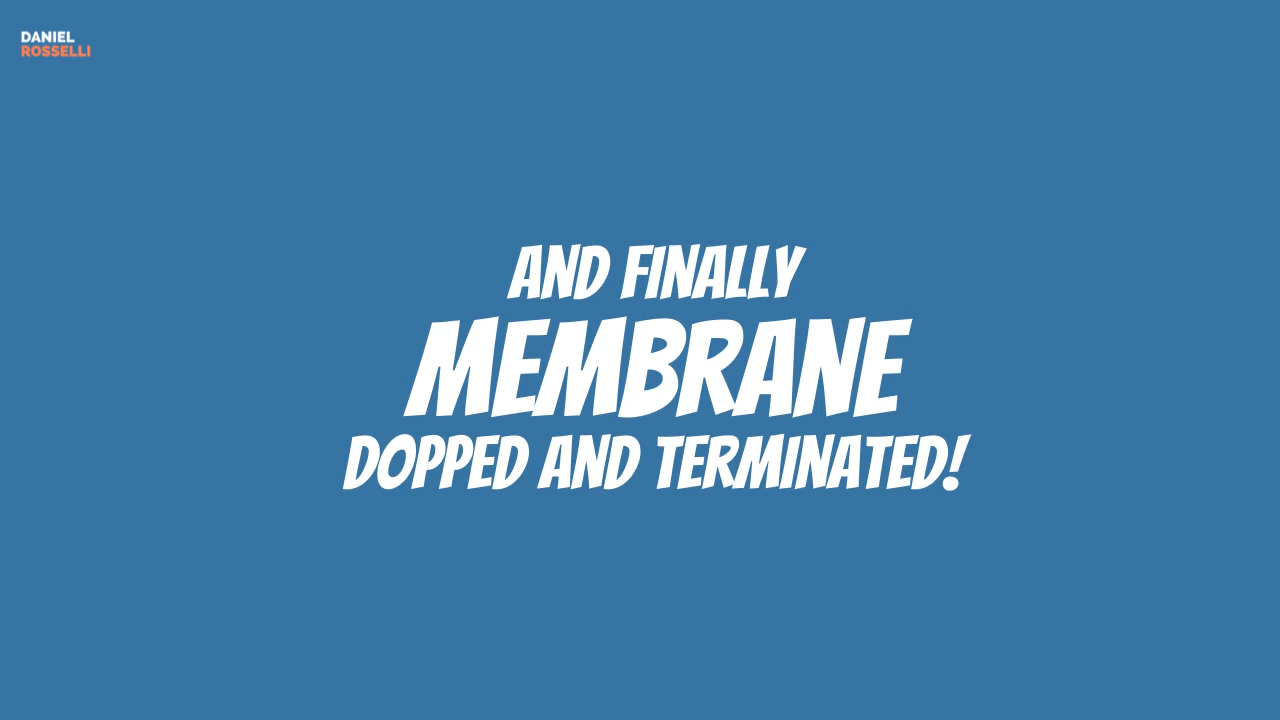 DANIEL
ROSSELLI
AND FINALLY
MEMBRANE
DOPPED AND TERMINATED!